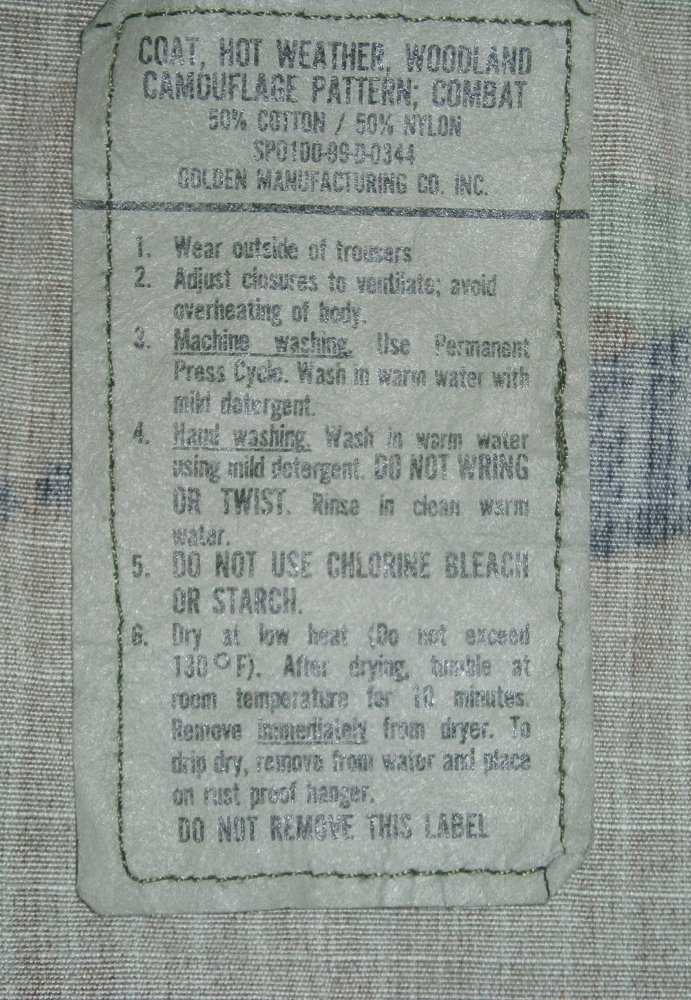 COAT, HOT WEATHER, WOODLAND
CAMOUFLAGE PATTERN; COMBAT
50% COTTON / 50% NYLON
SPO100-99-D-0344
GOLDEN MANUFACTURING CO. INC.
1. Wear outside of trousers
2. Adjust closures to ventilate; avoid
overheating of body.
3. Machine washing. Use Permanent
Press Cycle. Wash in warm water with
mild detergent.
4. Hand washing. Wash in warm water
using mild detergent. DO NOT WRING
OR TWIST. Rinse in clean warm
water.
5. DO NOT USE CHLORINE BLEACH
OR STARCH.
6. Dry at low heat (Do not exceed
130°F). After drying, tumble at
room temperature for 10 minutes.
Remove immediately from dryer. To
drip dry, remove from water and place
on rust proof hanger.
DO NOT REMOVE THIS LABEL